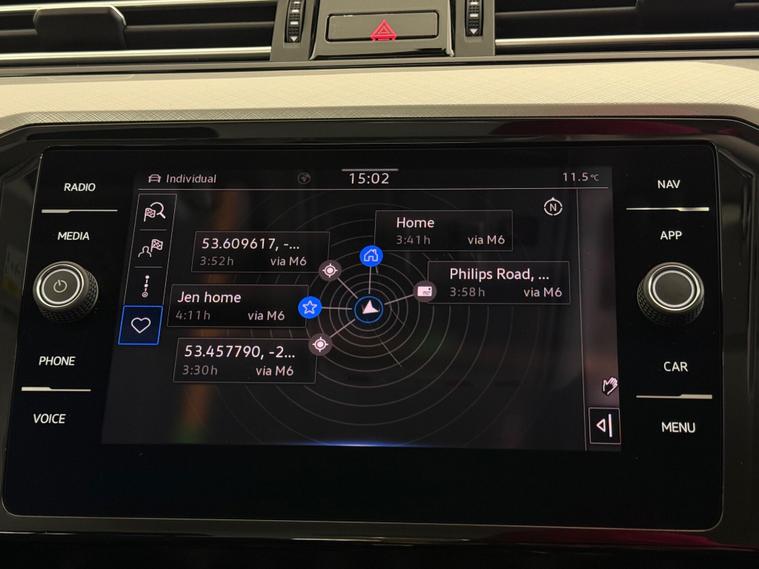 RADIO
MEDIA
PHONE
VOICE
Individual
15:02
11.5°C
N
Home
3:41h via M6
53.609617, -...
3:52h via M6
Philips Road, ...
3:58h via M6
Jen home
4:11h via M6
53.457790, -2...
3:30h via M6
NAV
APP
CAR
MENU